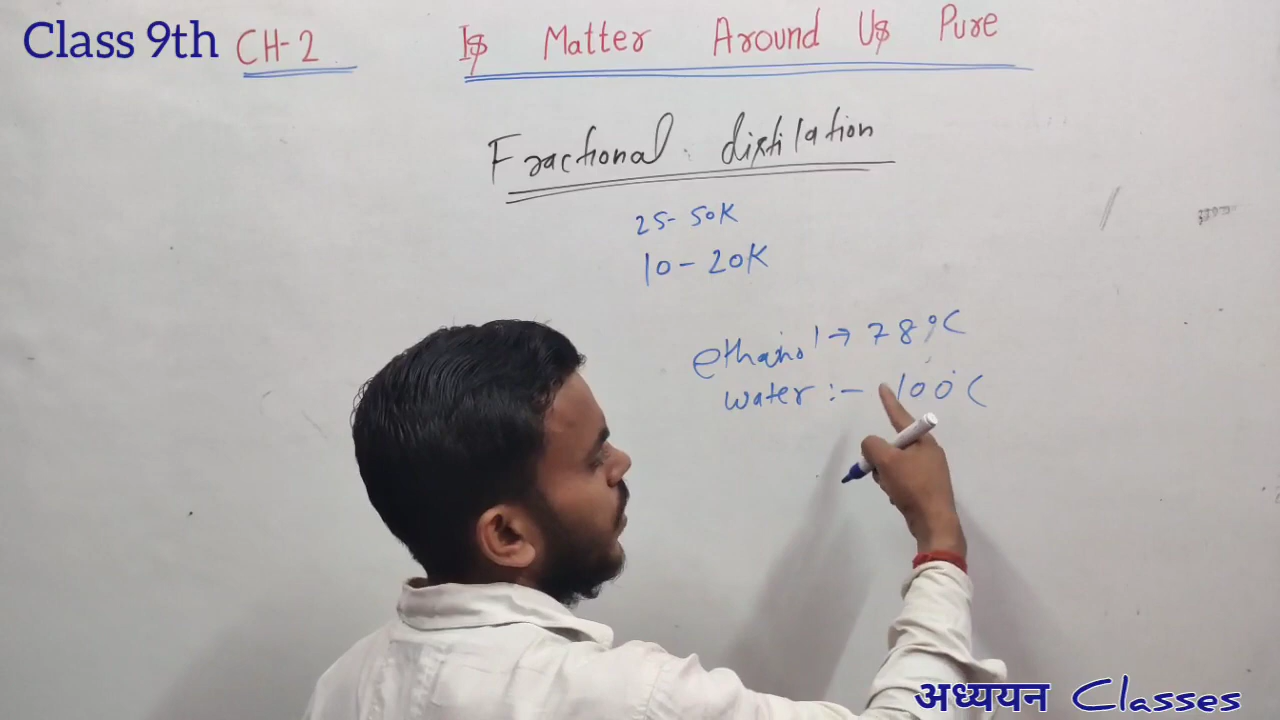 Class 9th CH-2 Is Matter Around Us Pure
Fractional distilation
25-50K
10-20K
ethanol → 78°C
water :- 100°C
अध्ययन Classes